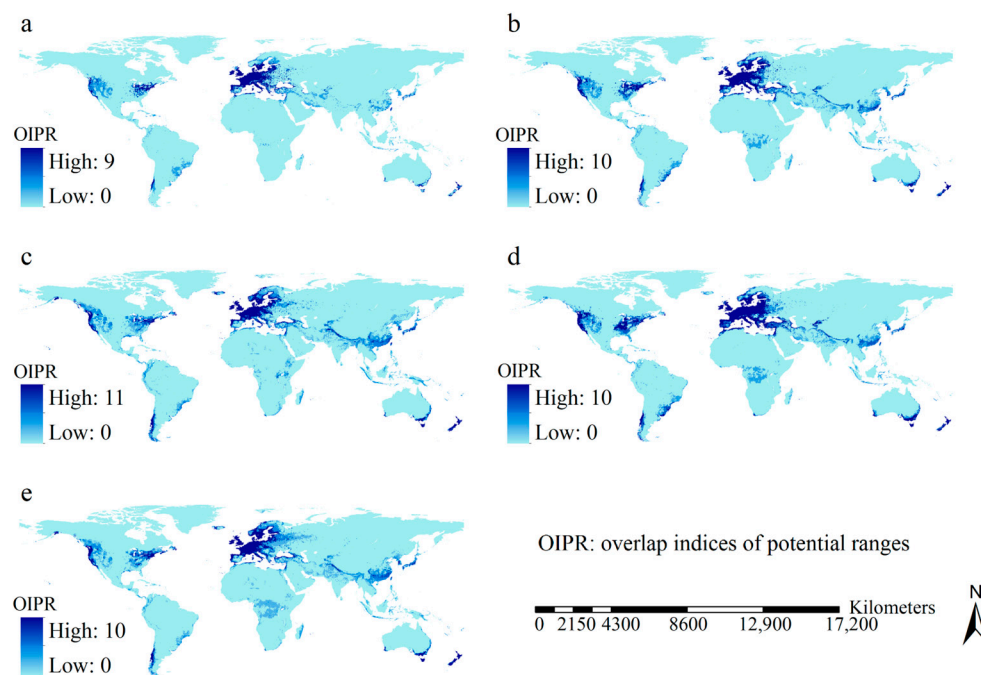 a
OIPR
High: 9
Low: 0
b
OIPR
High: 10
Low: 0
c
OIPR
High: 11
Low: 0
d
OIPR
High: 10
Low: 0
e
OIPR
High: 10
Low: 0
OIPR: overlap indices of potential ranges
Kilometers
0 2150 4300 8600 12,900 17,200
N